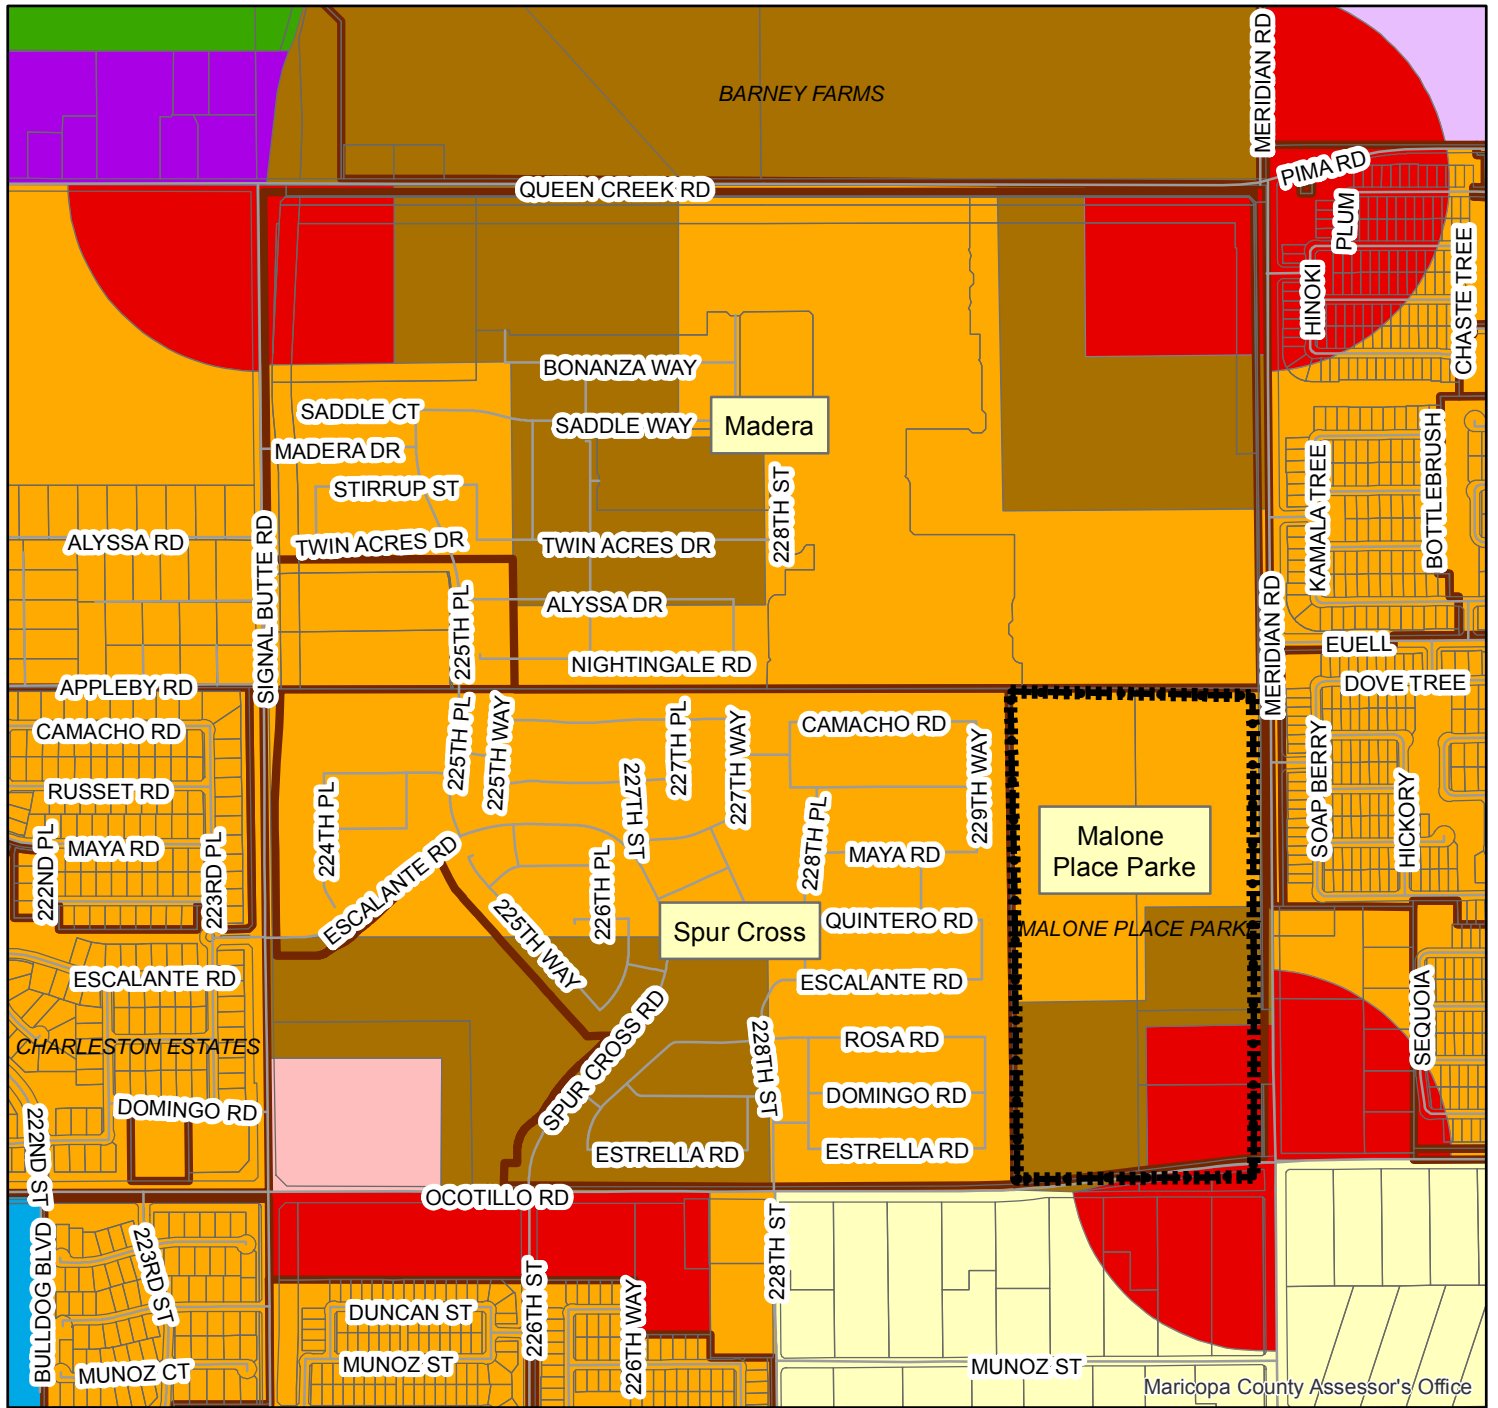 BARNEY FARMS
MERIDIAN RD
PIMA RD
QUEEN CREEK RD
PLUM
CHASTE TREE
HINOKI
BONANZA WAY
SADDLE CT
SADDLE WAY
Madera
MADERA DR
STIRRUP ST
228TH ST
KAMALA TREE
BOTTLEBRUSH
ALYSSA RD
SIGNAL BUTTE RD
TWIN ACRES DR
TWIN ACRES DR
225TH PL
ALYSSA DR
MERIDIAN RD
NIGHTINGALE RD
EUELL
APPLEBY RD
DOVE TREE
CAMACHO RD
225TH PL
225TH WAY
227TH PL
227TH WAY
CAMACHO RD
229TH WAY
RUSSET RD
224TH PL
227TH ST
228TH PL
SOAP BERRY
HICKORY
222ND PL
MAYA RD
223RD PL
ESCALANTE RD
226TH PL
MAYA RD
Malone
Place Parke
225TH WAY
Spur Cross
QUINTERO RD
MALONE PLACE PARKE
ESCALANTE RD
ESCALANTE RD
SEQUOIA
CHARLESTON ESTATES
SPUR CROSS RD
228TH ST
ROSA RD
DOMINGO RD
DOMINGO RD
222ND ST
ESTRELLA RD
ESTRELLA RD
OCOTILLO RD
BULLDOG BLVD
223RD ST
226TH ST
228TH ST
DUNCAN ST
226TH WAY
MUNOZ CT
MUNOZ ST
MUNOZ ST
Maricopa County Assessor's Office